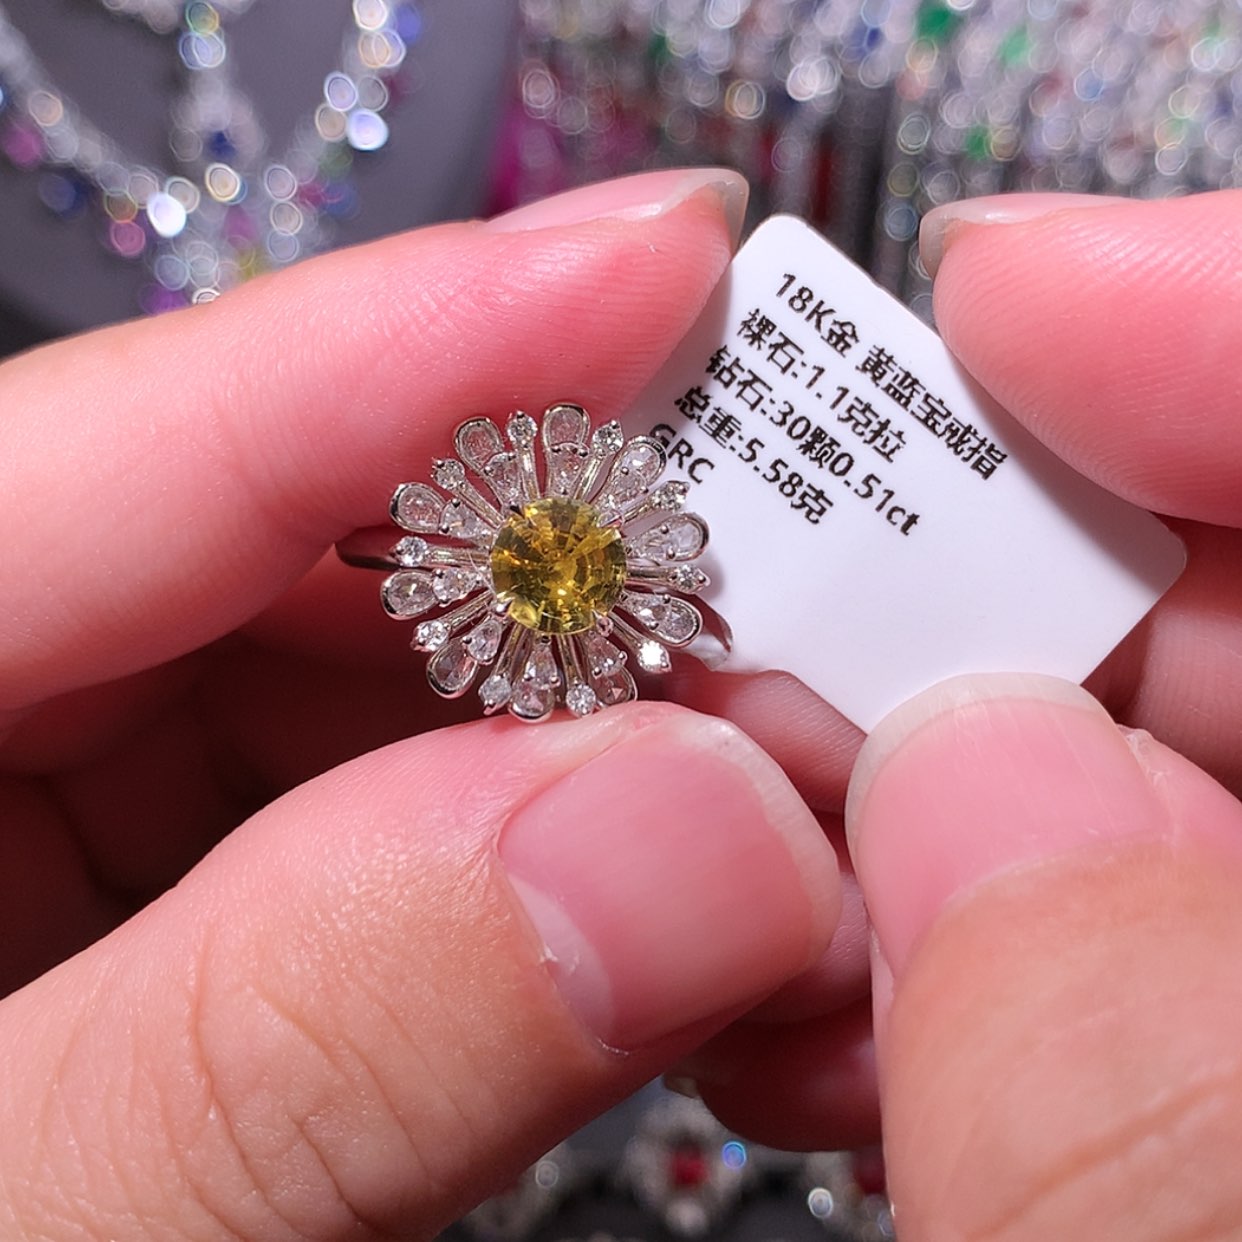 18K金 黄蓝宝戒指
裸石:1.1克拉
钻石:30颗0.51ct
总重:5.58克
GRC